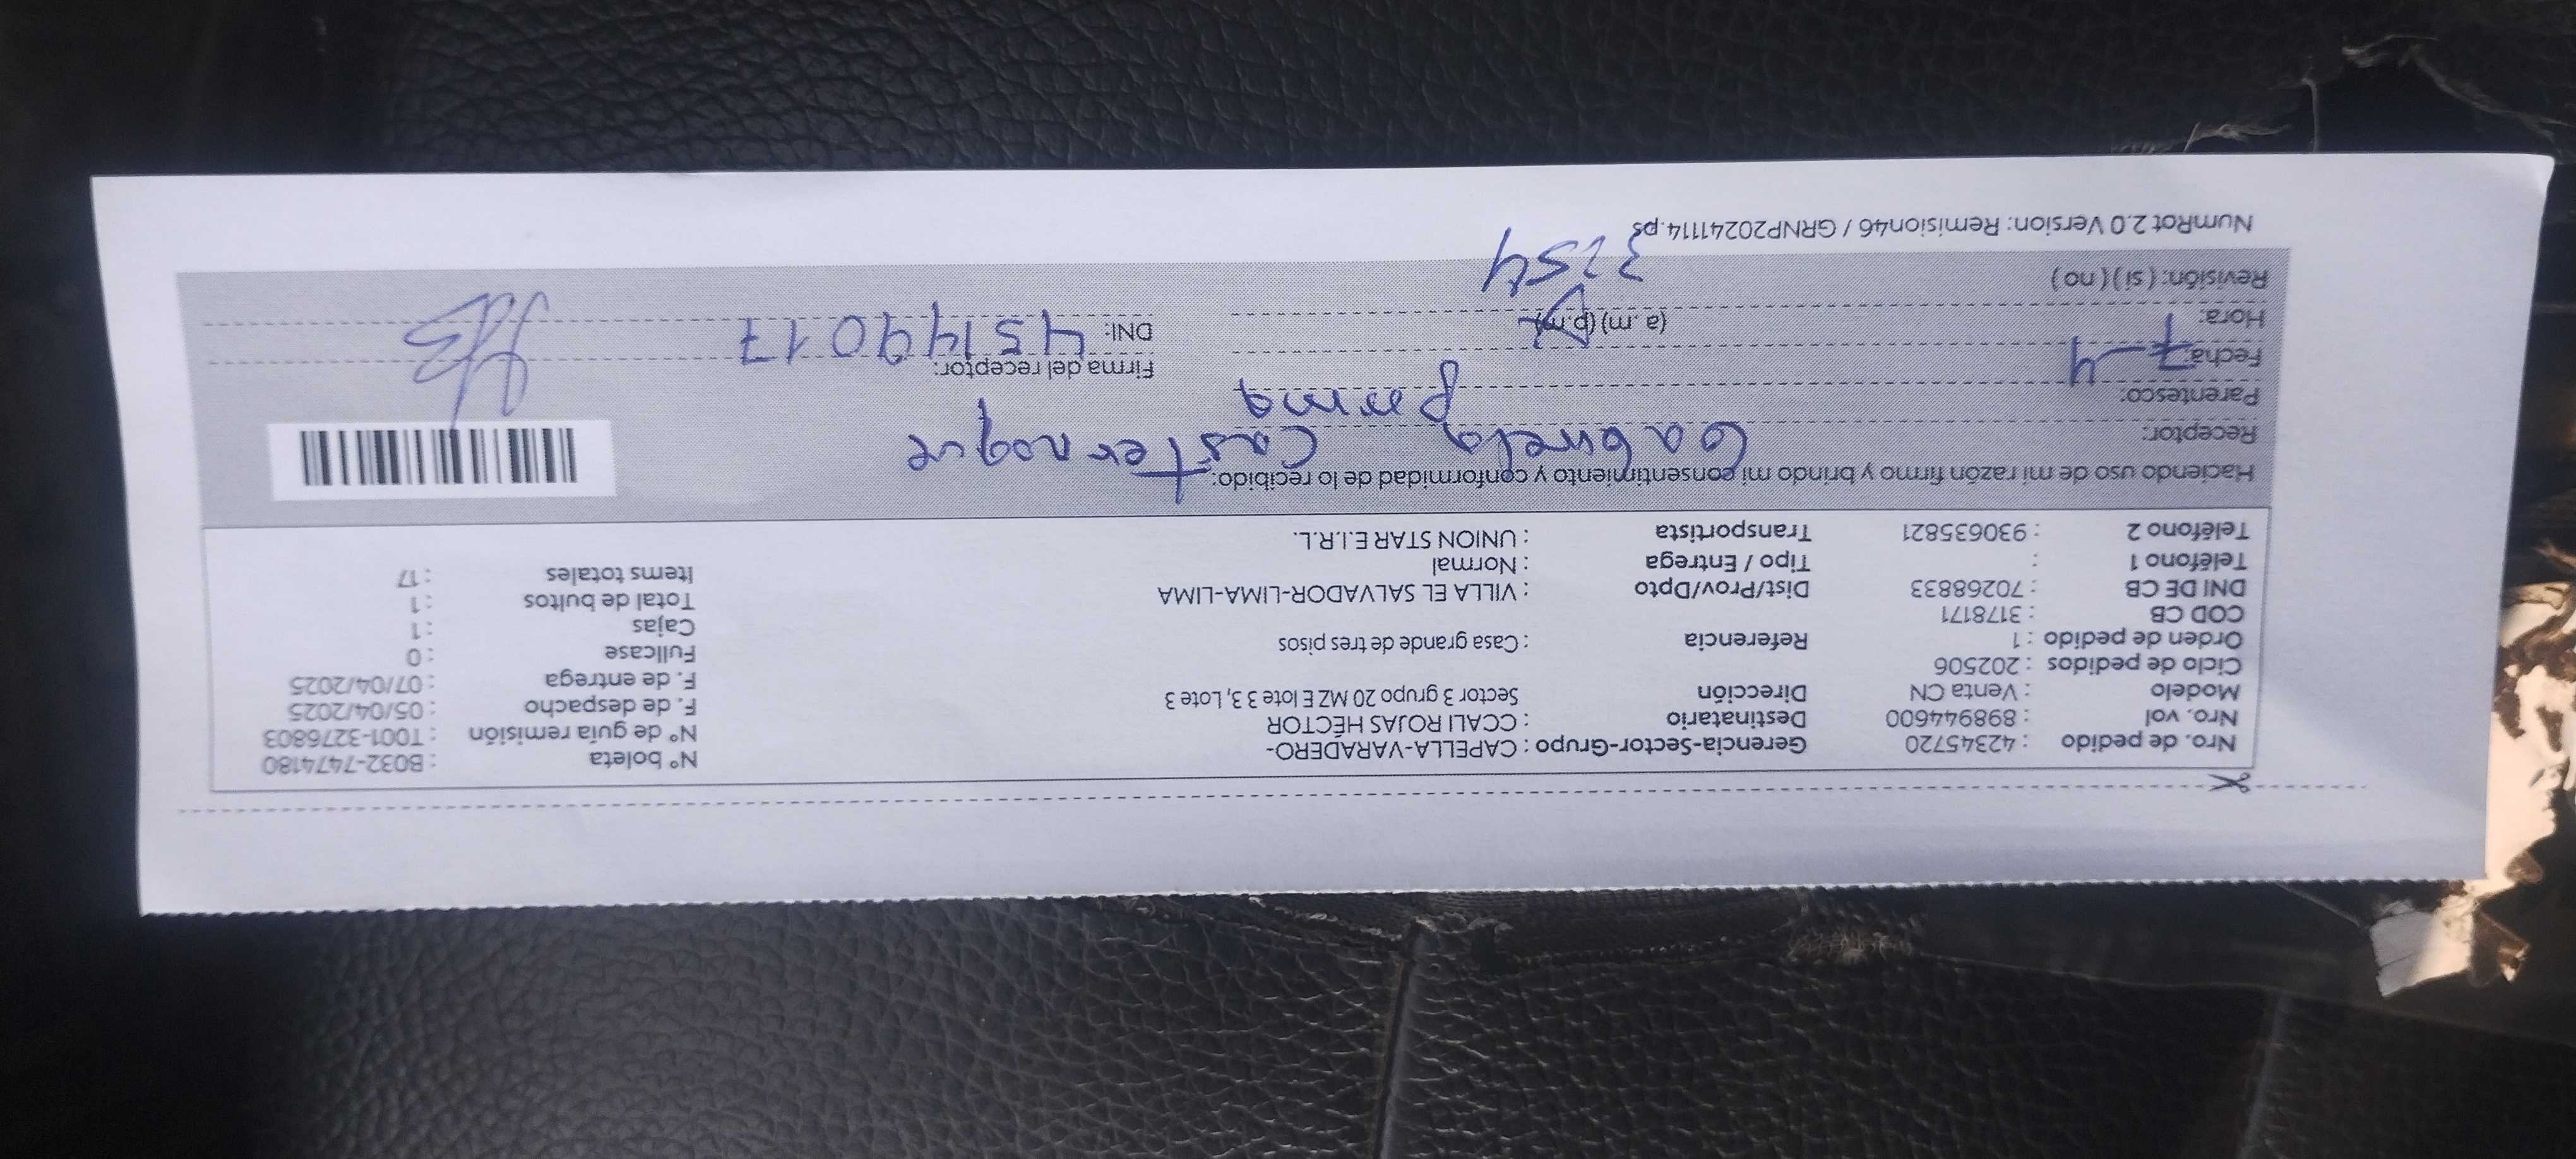 Nro. de pedido : 42345720 Gerencia-Sector-Grupo : CAPELLA-VARADERO- N° boleta : B032-7474180
Nro. vol : 898944600 Destinatario : CCALI ROJAS HÉCTOR N° de guía remisión : T001-3276803
Modelo : Venta CN Dirección Sector 3 grupo 20 MZ E lote 3 3, Lote 3 F. de despacho : 05/04/2025
Ciclo de pedidos : 202506 F. de entrega : 07/04/2025
Orden de pedido : 1 Referencia : Casa grande de tres pisos Fullcase : 0
COD CB : 3178171 Cajas : 1
DNI DE CB : 70268833 Dist/Prov/Dpto : VILLA EL SALVADOR-LIMA-LIMA Total de bultos : 1
Teléfono 1 : Tipo / Entrega : Normal Items totales : 17
Teléfono 2 : 930635821 Transportista : UNION STAR E.I.R.L.
Haciendo uso de mi razón firmo y brindo mi consentimiento y conformidad de lo recibido:
Receptor: Gabriela
Parentesco: prima
Fecha: 7-4 Firma del receptor:
Hora: (a.m) (p.m) DNI: 45149017
Revisión: ( si ) ( no ) 3:54
NumRot 2.0 Version: Remision46 / GRNP20241114.ps